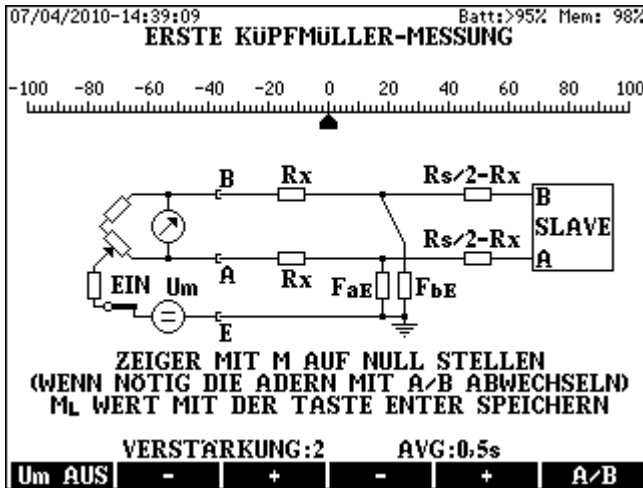 07/04/2010-14:39:09 Batt:>95% Mem: 98%
ERSTE KÜPFMÜLLER-MESSUNG
-100 -80 -60 -40 -20 0 20 40 60 80 100
B Rx Rs/2-Rx B
SLAVE
Rs/2-Rx
A Rx A
EIN Um FaE FbE
E
ZEIGER MIT M AUF NULL STELLEN
(WENN NÖTIG DIE ADERN MIT A/B ABWECHSELN)
ML WERT MIT DER TASTE ENTER SPEICHERN
VERSTÄRKUNG:2 AVG:0,5s
Um AUS - + - + A/B